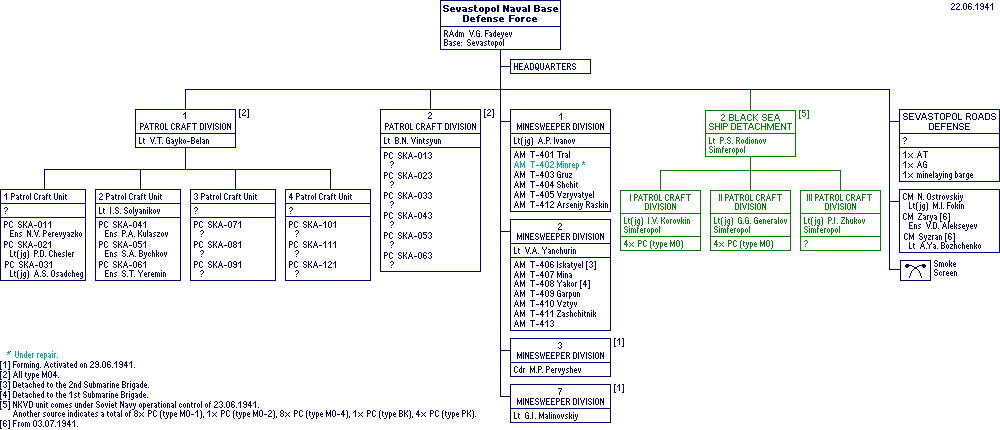 Sevastopol Naval Base
Defense Force
RAdm V.G. Fadeyev
Base: Sevastopol
22.06.1941
HEADQUARTERS
1
PATROL CRAFT DIVISION
[2]
Lt V.T. Gayko-Belan
1 Patrol Craft Unit
?
PC SKA-011
Ens N.V. Perevyazko
PC SKA-021
Lt(jg) P.D. Chesler
PC SKA-031
Lt(jg) A.S. Osadcheg
2 Patrol Craft Unit
Lt I.S. Solyanikov
PC SKA-041
Ens P.A. Kulaszov
PC SKA-051
Ens S.A. Bychkov
PC SKA-061
Ens S.T. Yeremin
3 Patrol Craft Unit
?
PC SKA-071
?
PC SKA-081
?
PC SKA-091
?
4 Patrol Craft Unit
?
PC SKA-101
?
PC SKA-111
?
PC SKA-121
?
2
PATROL CRAFT DIVISION
[2]
Lt B.N. Vintsyun
PC SKA-013
?
PC SKA-023
?
PC SKA-033
?
PC SKA-043
?
PC SKA-053
?
PC SKA-063
?
1
MINESWEEPER DIVISION
Lt(jg) A.P. Ivanov
AM T-401 Tral
AM T-402 Minrep *
AM T-403 Gruz
AM T-404 Shchit
AM T-405 Vzryvatyel
AM T-412 Arseniy Raskin
2
MINESWEEPER DIVISION
Lt V.A. Yanchurin
AM T-406 Iskatyel [3]
AM T-407 Mina
AM T-408 Yakor [4]
AM T-409 Garpun
AM T-410 Vztyv
AM T-411 Zashchitnik
AM T-413
3
MINESWEEPER DIVISION
[1]
Cdr M.P. Pervyshev
7
MINESWEEPER DIVISION
[1]
Lt G.I. Malinovskiy
2 BLACK SEA
SHIP DETACHMENT
[5]
Lt P.S. Rodionov
Simferopol
I PATROL CRAFT
DIVISION
Lt(jg) I.V. Korovkin
Simferopol
4× PC (type MO)
II PATROL CRAFT
DIVISION
Lt(jg) G.G. Generalov
Simferopol
4× PC (type MO)
III PATROL CRAFT
DIVISION
Lt(jg) P.I. Zhukov
Simferopol
?
SEVASTOPOL ROADS
DEFENSE
?
1× AT
1× AG
1× minelaying barge
CM N. Ostrovskiy
Lt(jg) M.I. Fokin
CM Zarya [6]
Ens V.D. Alekseyev
CM Syzran [6]
Lt A.Ya. Bozhchenko
Smoke
Screen
* Under repair.
[1] Forming. Activated on 29.06.1941.
[2] All type MO4.
[3] Detached to the 2nd Submarine Brigade.
[4] Detached to the 1st Submarine Brigade.
[5] NKVD unit comes under Soviet Navy operational control of 23.06.1941.
Another source indicates a total of 8× PC (type MO-1), 1× PC (type MO-2), 8× PC (type MO-4), 1× PC (type BK), 4× PC (type PK).
[6] From 03.07.1941.